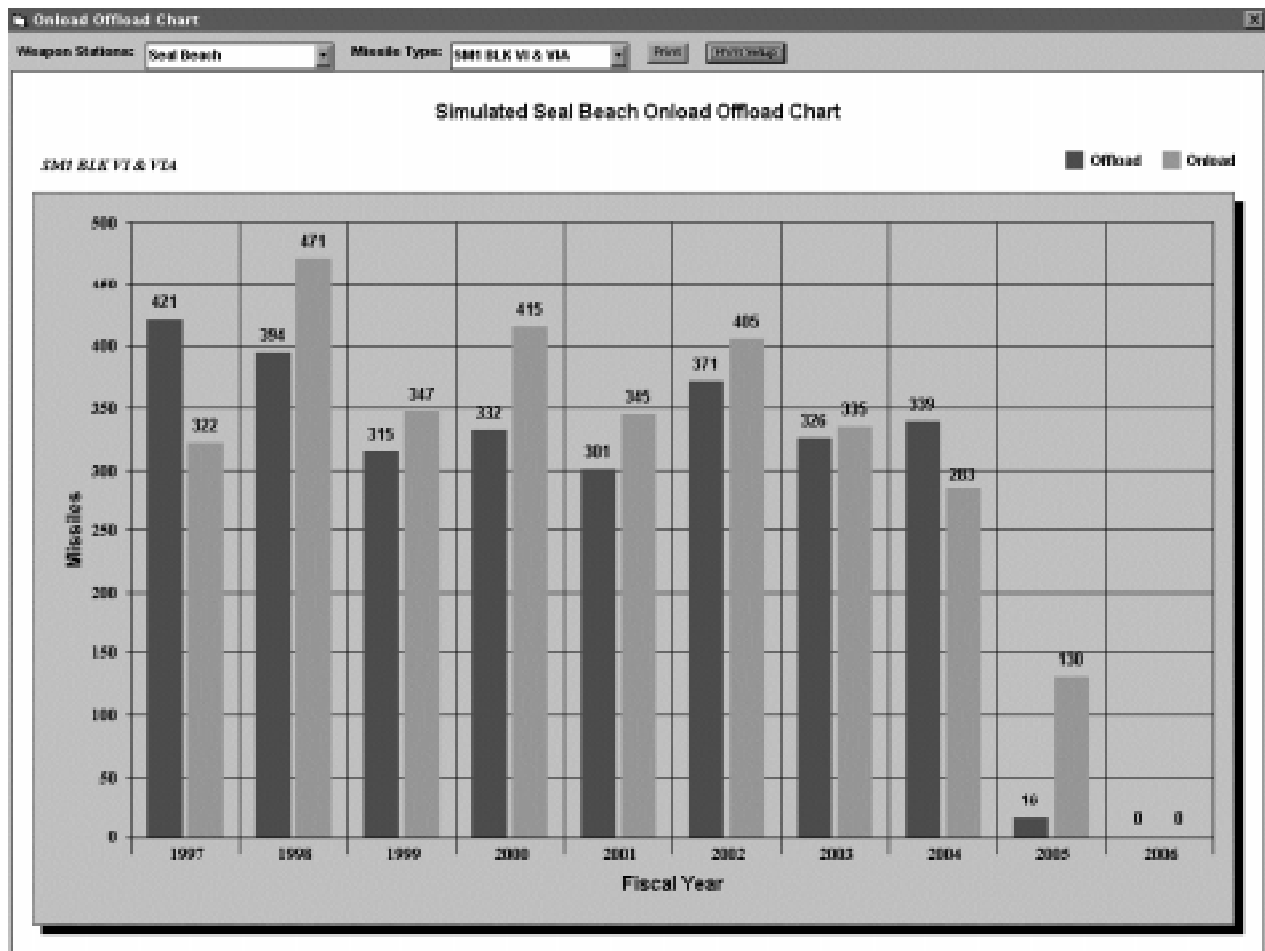 Onload Offload Chart
Weapon Stations: Seal Beach Missile Type: SM1 BLK VI & VIA Print Print Setup
Simulated Seal Beach Onload Offload Chart
SM1 BLK VI & VIA
Offload Onload
500
450
400
350
300
250
200
150
100
50
0
Missiles
421 322
394 471
315 347
332 415
301 345
371 405
326 335
339 283
16 130
0 0
1997 1998 1999 2000 2001 2002 2003 2004 2005 2006
Fiscal Year